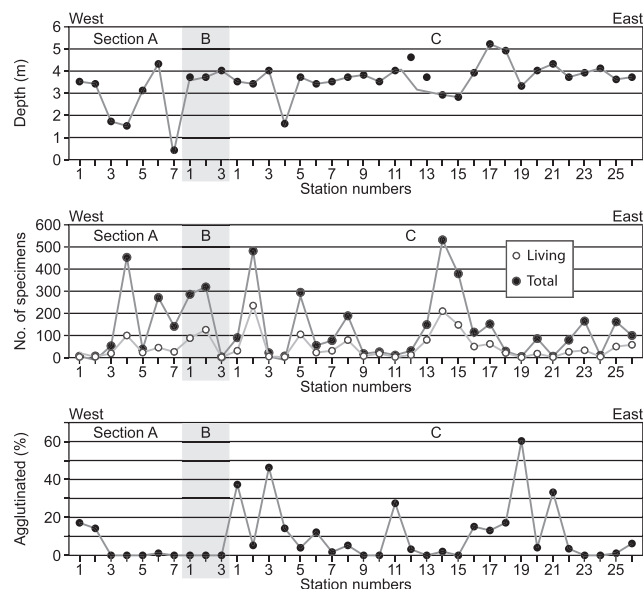 West East
Section A B C
6
5
4
3
2
1
0
Depth (m)
1 3 5 7 1 3 1 3 5 7 9 11 13 15 17 19 21 23 25
Station numbers
West East
Section A B C
600
500
400
300
200
100
0
No. of specimens
Living
Total
1 3 5 7 1 3 1 3 5 7 9 11 13 15 17 19 21 23 25
Station numbers
West East
Section A B C
60
40
20
0
Agglutinated (%)
1 3 5 7 1 3 1 3 5 7 9 11 13 15 17 19 21 23 25
Station numbers